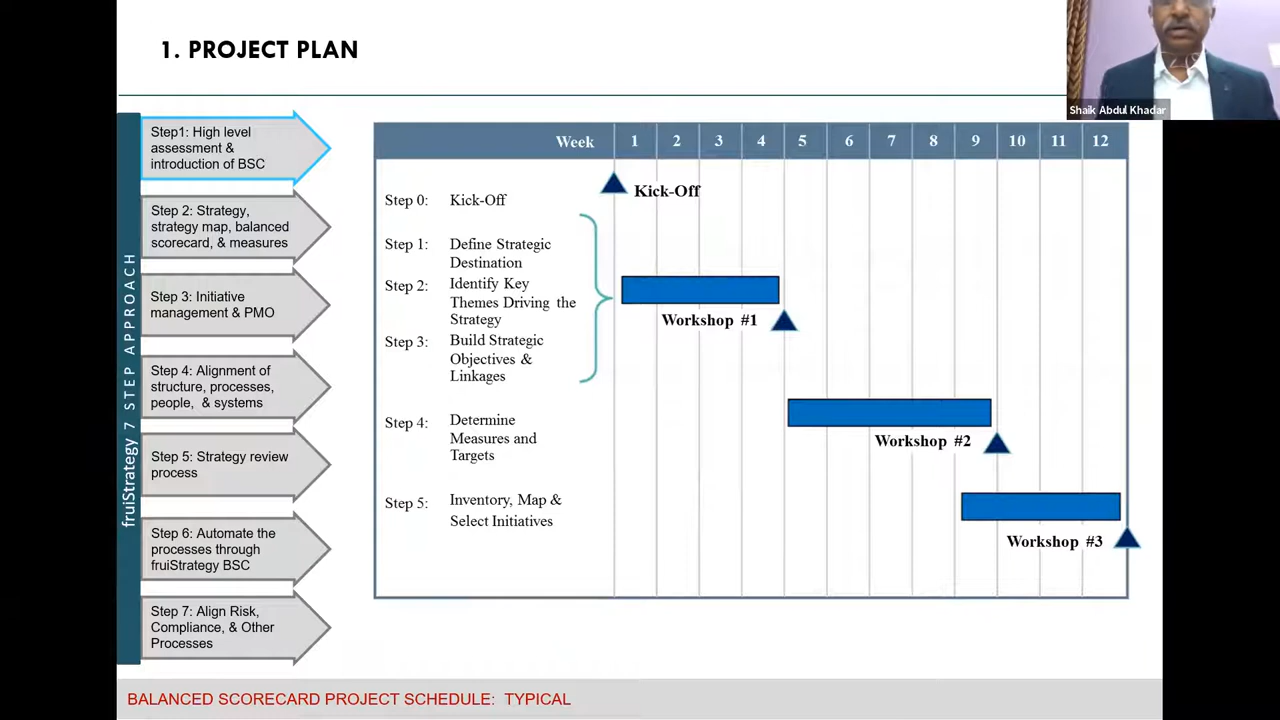 1. PROJECT PLAN
Shaik Abdul Khadar
fruiStrategy 7 STEP APPROACH
Step1: High level
assessment &
introduction of BSC
Step 2: Strategy,
strategy map, balanced
scorecard, & measures
Step 3: Initiative
management & PMO
Step 4: Alignment of
structure, processes,
people, & systems
Step 5: Strategy review
process
Step 6: Automate the
processes through
fruiStrategy BSC
Step 7: Align Risk,
Compliance, & Other
Processes
Week 1 2 3 4 5 6 7 8 9 10 11 12
Step 0: Kick-Off
Kick-Off
Step 1: Define Strategic
Destination
Step 2: Identify Key
Themes Driving the
Strategy
Workshop #1
Step 3: Build Strategic
Objectives &
Linkages
Step 4: Determine
Measures and
Targets
Workshop #2
Step 5: Inventory, Map &
Select Initiatives
Workshop #3
BALANCED SCORECARD PROJECT SCHEDULE: TYPICAL